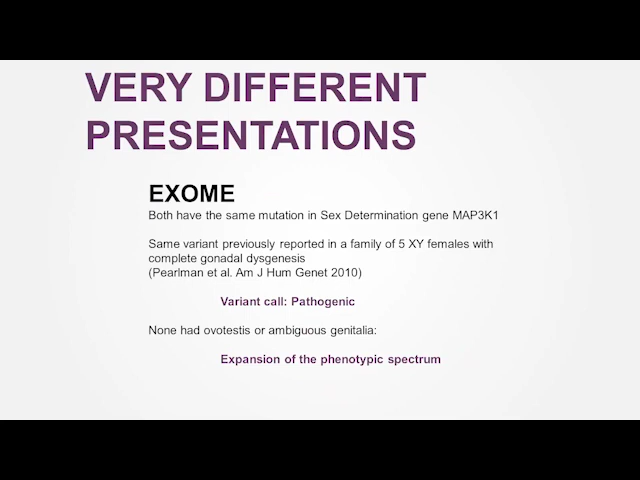 VERY DIFFERENT
PRESENTATIONS
EXOME
Both have the same mutation in Sex Determination gene MAP3K1
Same variant previously reported in a family of 5 XY females with
complete gonadal dysgenesis
(Pearlman et al. Am J Hum Genet 2010)
Variant call: Pathogenic
None had ovotestis or ambiguous genitalia:
Expansion of the phenotypic spectrum